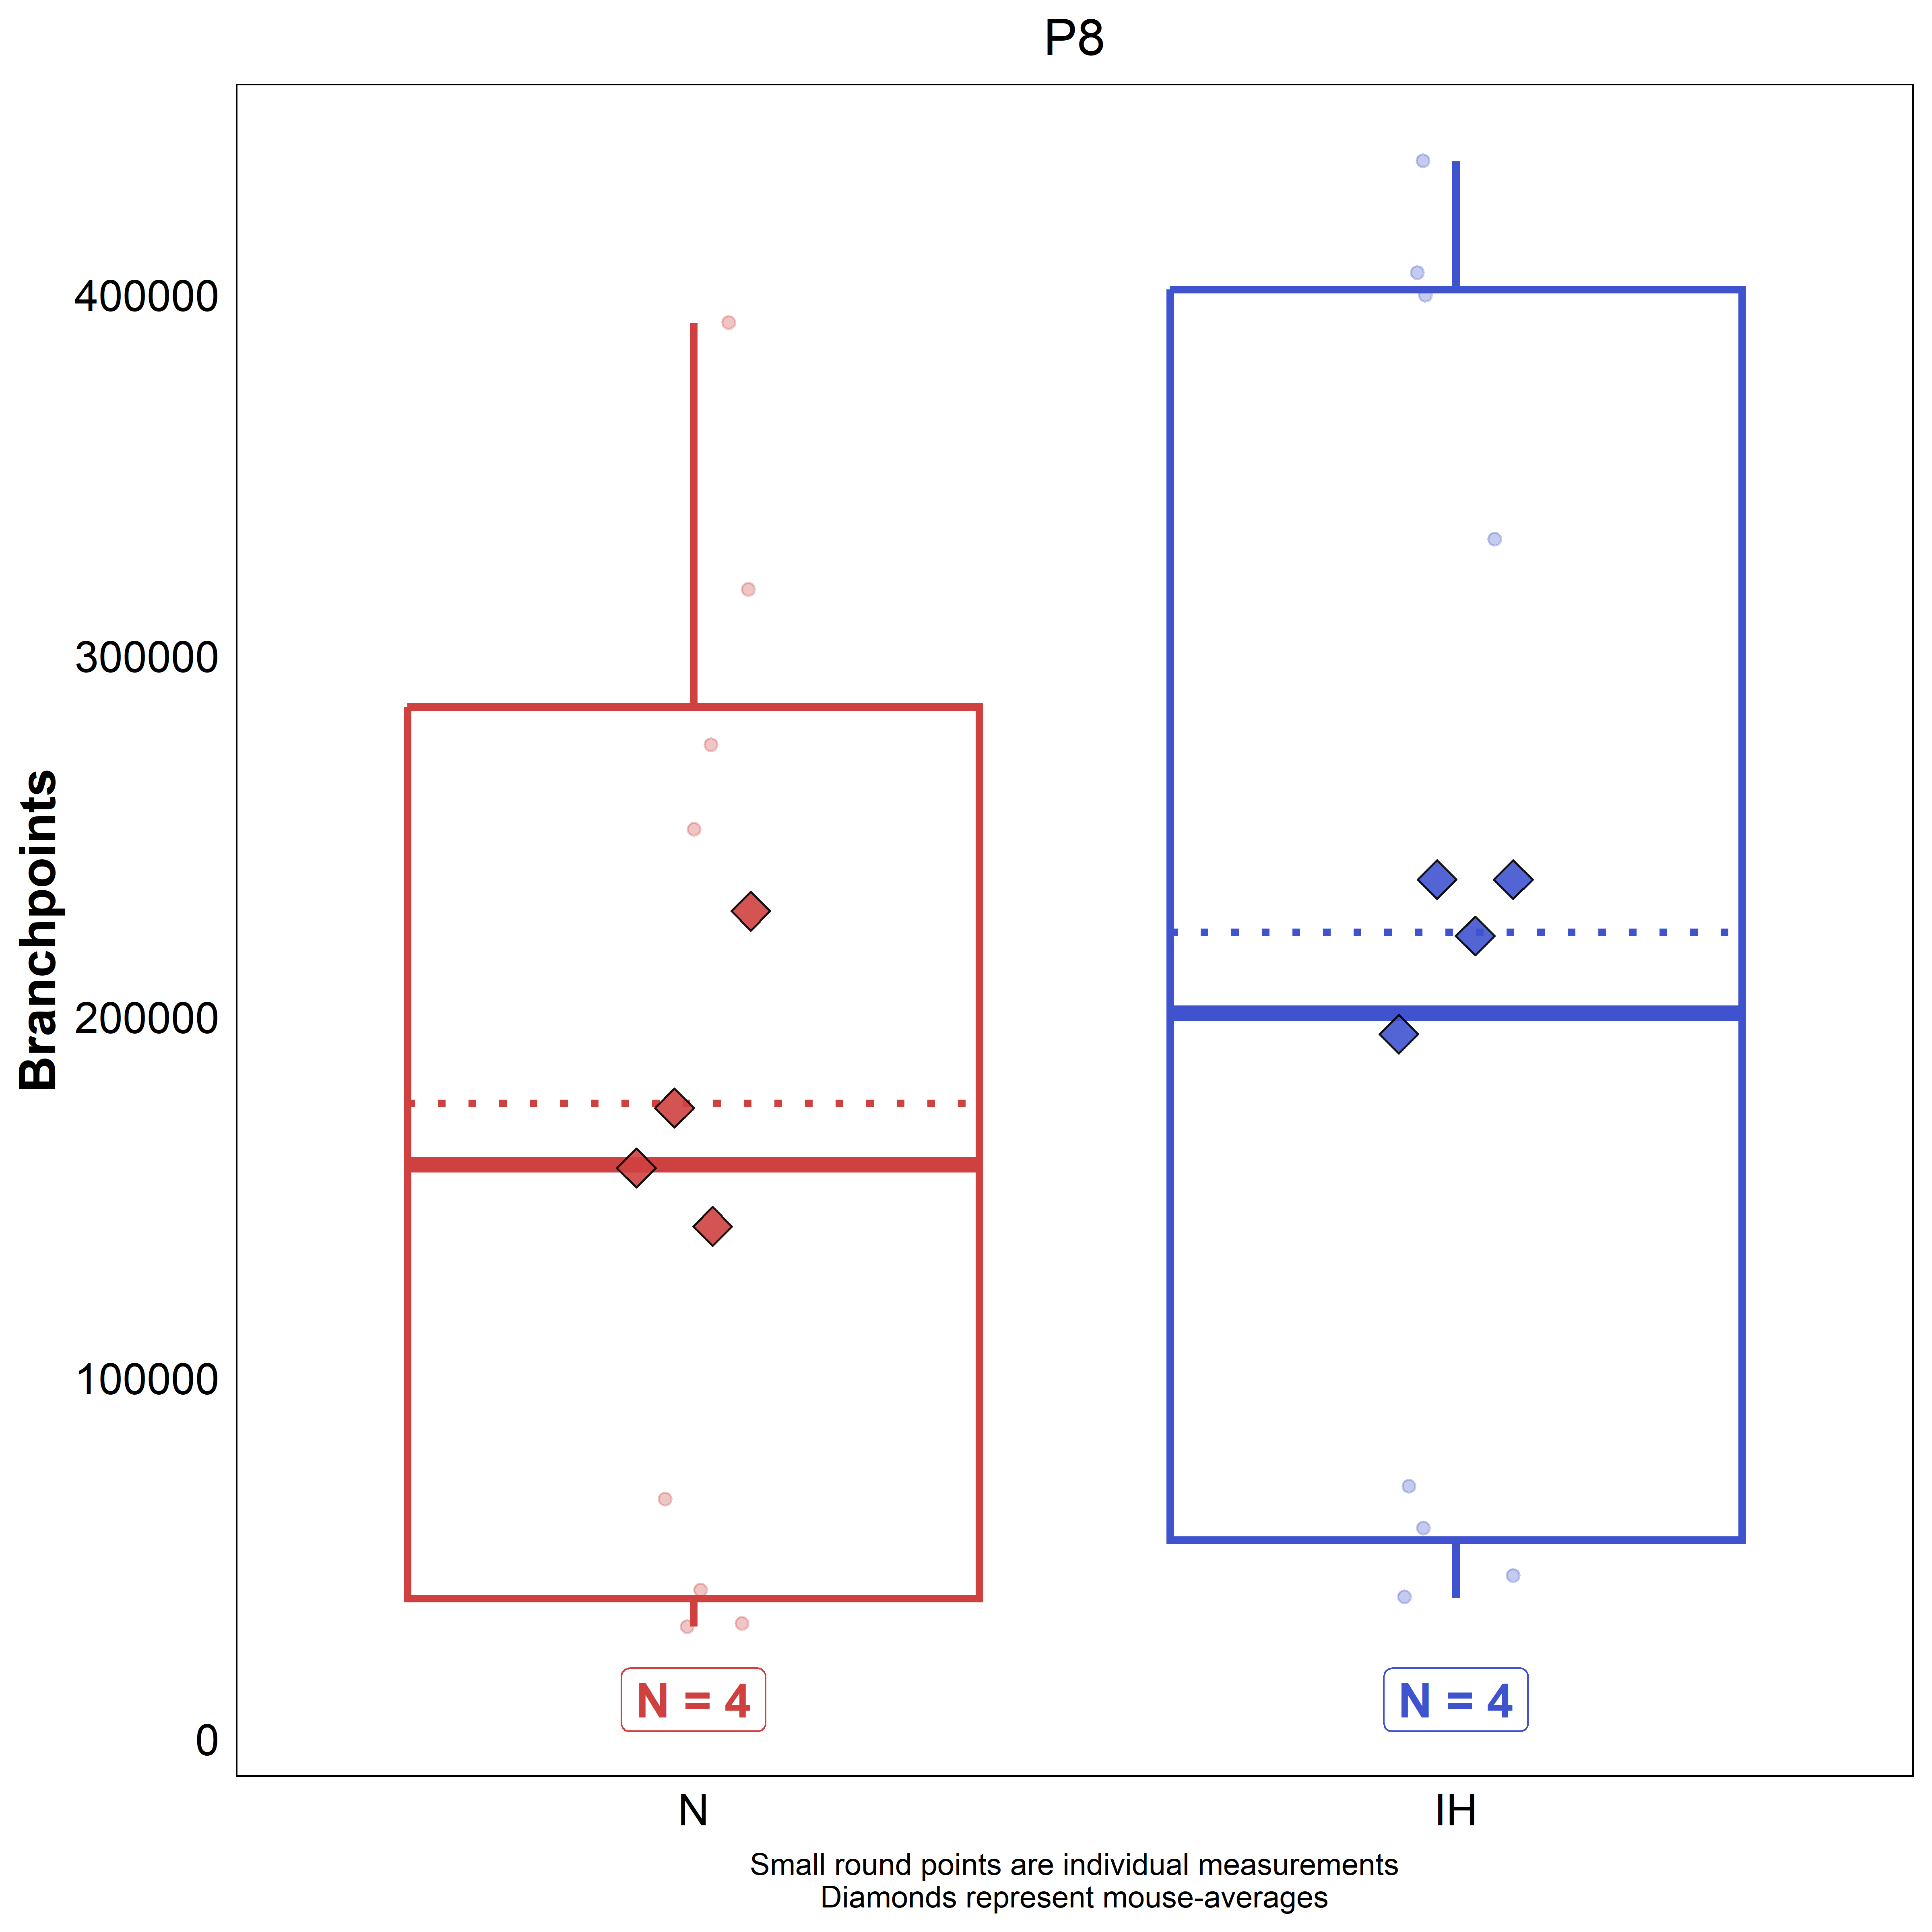 P8
Branchpoints
400000
300000
200000
100000
0
N = 4
N = 4
N
IH
Small round points are individual measurements
Diamonds represent mouse-averages